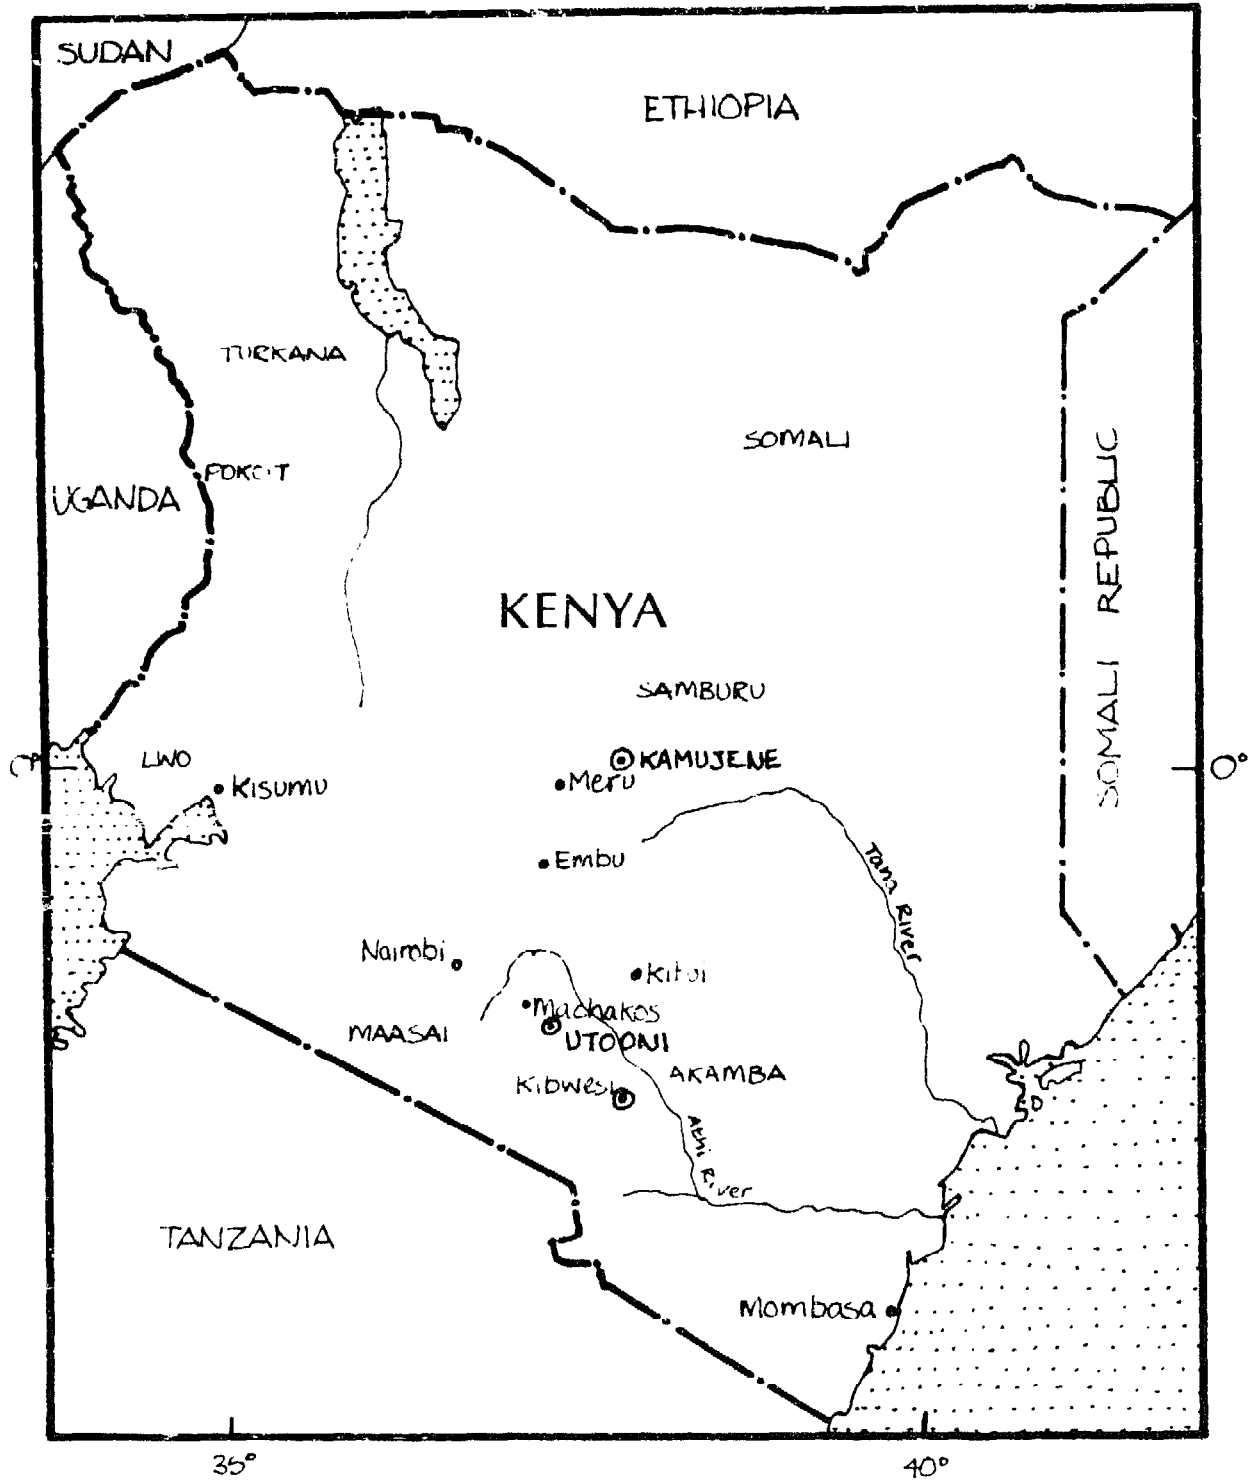 SUDAN
ETHIOPIA
TURKANA
SOMALI
UGANDA
SOMALI REPUBLIC
KENYA
SAMBURU
LWO
KAMUJENE
Meru
Kisumu
0°
Embu
Tana River
Nairobi
Kitui
Machakos
MAASAI
UTOONI
AKAMBA
Kibwesi
Athi River
TANZANIA
Mombasa
35°
40°